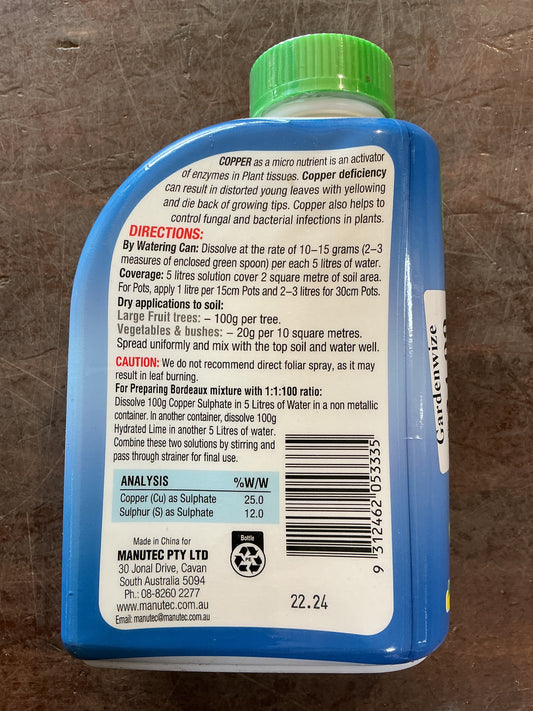 COPPER as a micro nutrient is an activator
of enzymes in Plant tissues. Copper deficiency
can result in distorted young leaves with yellowing
and die back of growing tips. Copper also helps to
control fungal and bacterial infections in plants.
DIRECTIONS:
By Watering Can: Dissolve at the rate of 10–15 grams (2–3
measures of enclosed green spoon) per each 5 litres of water.
Coverage: 5 litres solution cover 2 square metre of soil area.
For Pots, apply 1 litre per 15cm Pots and 2–3 litres for 30cm Pots.
Dry applications to soil:
Large Fruit trees: – 100g per tree.
Vegetables & bushes: – 20g per 10 square metres.
Spread uniformly and mix with the top soil and water well.
CAUTION: We do not recommend direct foliar spray, as it may
result in leaf burning.
For Preparing Bordeaux mixture with 1:1:100 ratio:
Dissolve 100g Copper Sulphate in 5 Litres of Water in a non metallic
container. In another container, dissolve 100g
Hydrated Lime in another 5 Litres of water.
Combine these two solutions by stirring and
pass through strainer for final use.
ANALYSIS %W/W
Copper (Cu) as Sulphate 25.0
Sulphur (S) as Sulphate 12.0
Made in China for
MANUTEC PTY LTD
30 Jonal Drive, Cavan
South Australia 5094
Ph.: 08-8260 2277
www.manutec.com.au
Email: manutec@manutec.com.au
Bottle
PE
9 312462 053335
22.24
Gardenwize